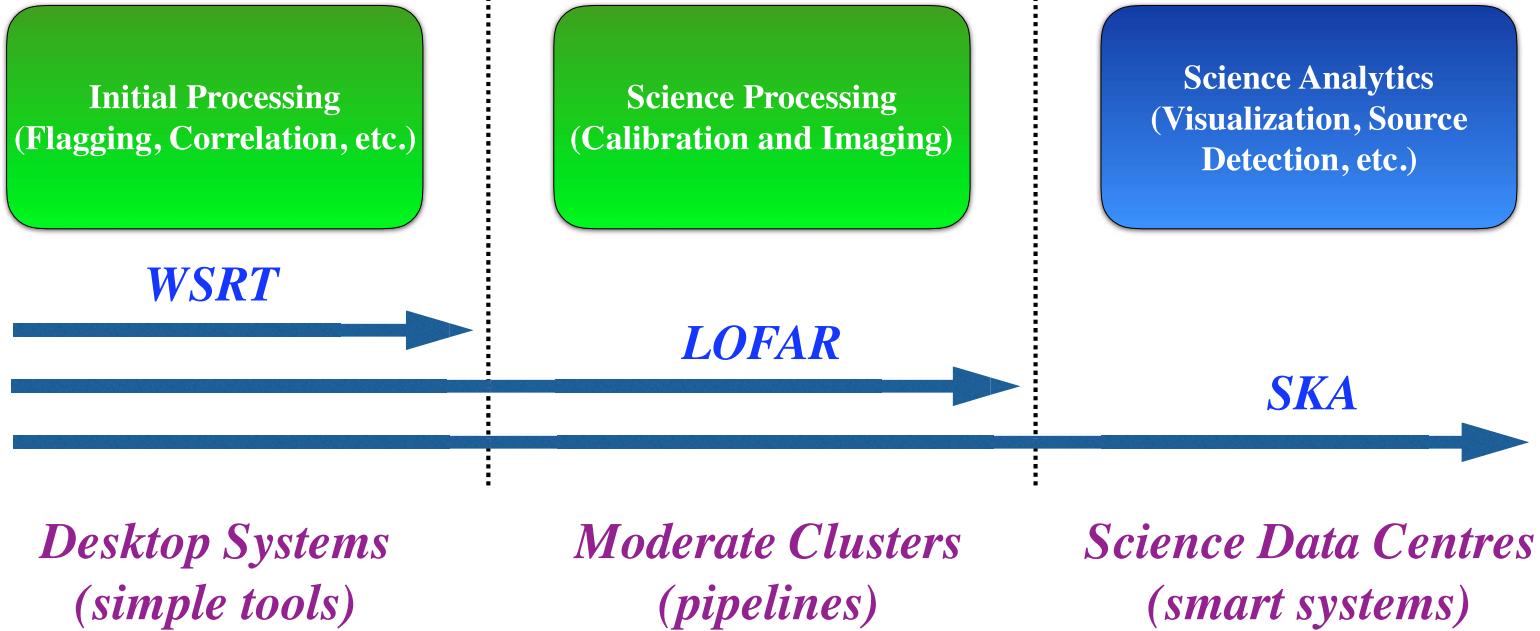 Initial Processing
(Flagging, Correlation, etc.)
Science Processing
(Calibration and Imaging)
Science Analytics
(Visualization, Source
Detection, etc.)
WSRT
LOFAR
SKA
Desktop Systems
(simple tools)
Moderate Clusters
(pipelines)
Science Data Centres
(smart systems)